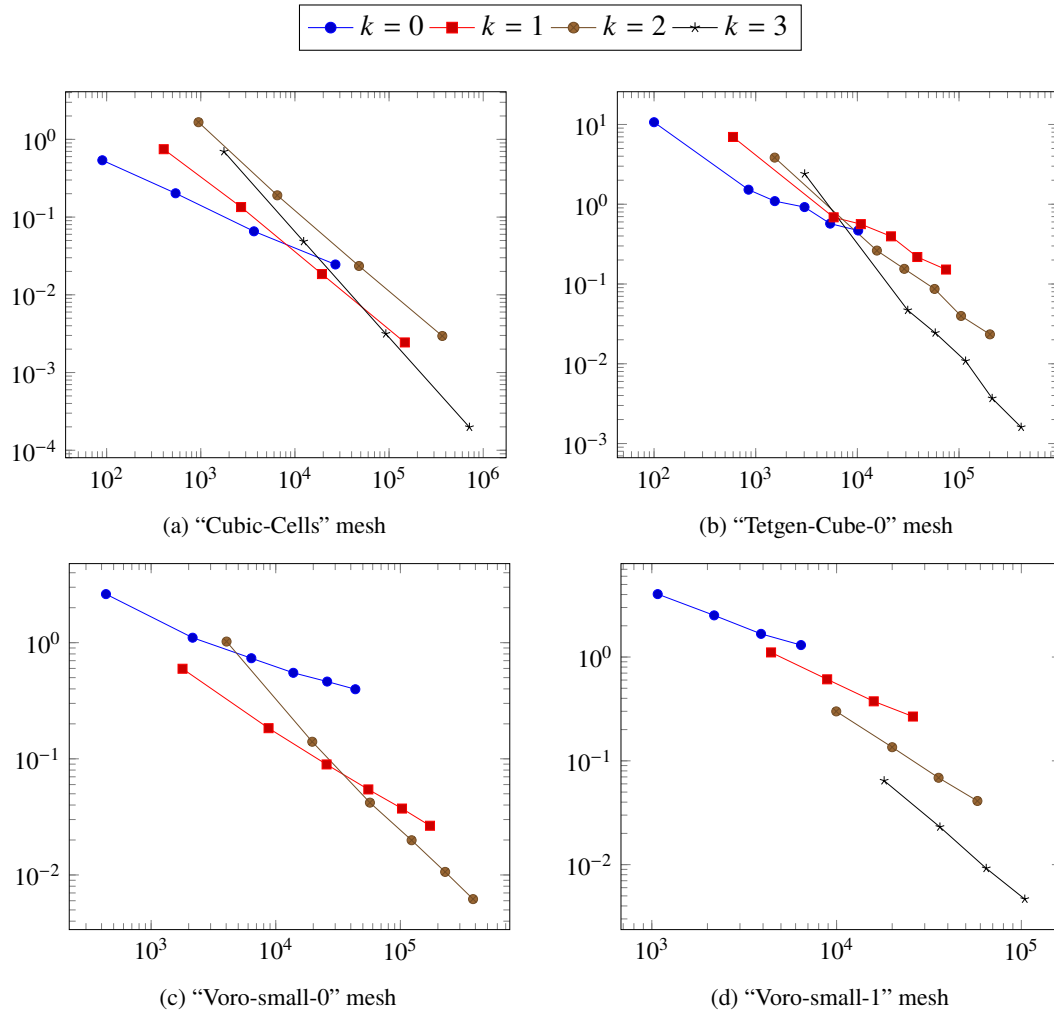 k = 0 k = 1 k = 2 k = 3
10^0
10^−1
10^−2
10^−3
10^−4
10^2 10^3 10^4 10^5 10^6
(a) “Cubic-Cells” mesh
10^1
10^0
10^−1
10^−2
10^−3
10^2 10^3 10^4 10^5
(b) “Tetgen-Cube-0” mesh
10^0
10^−1
10^−2
10^3 10^4 10^5
(c) “Voro-small-0” mesh
10^0
10^−1
10^−2
10^3 10^4 10^5
(d) “Voro-small-1” mesh